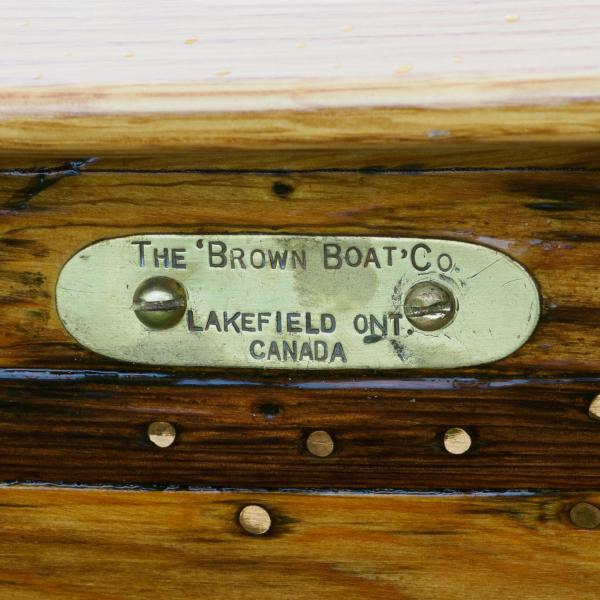 THE 'BROWN BOAT' CO.
LAKEFIELD ONT.
CANADA